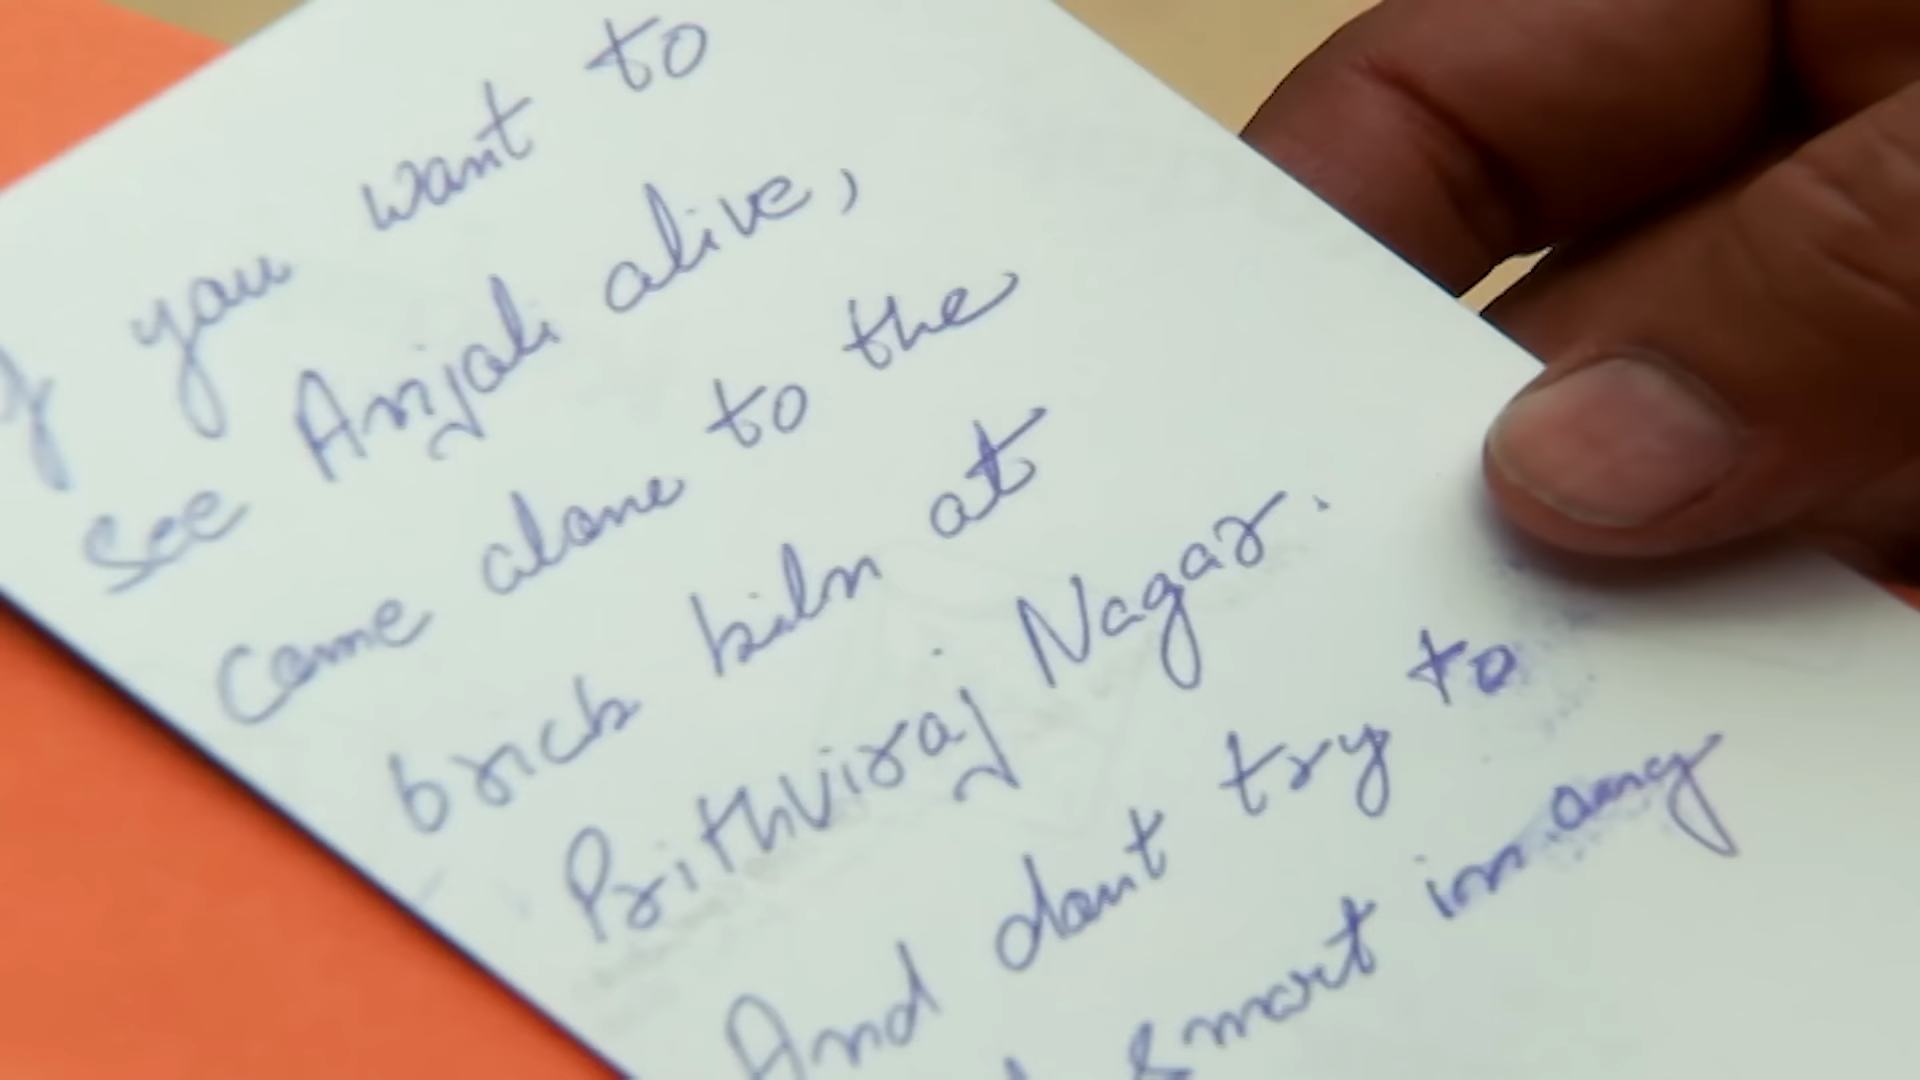 you want to
see Anjali alive,
come alone to the
brick kiln at
Prithviraj Nagar.
And dont try to
smart in any